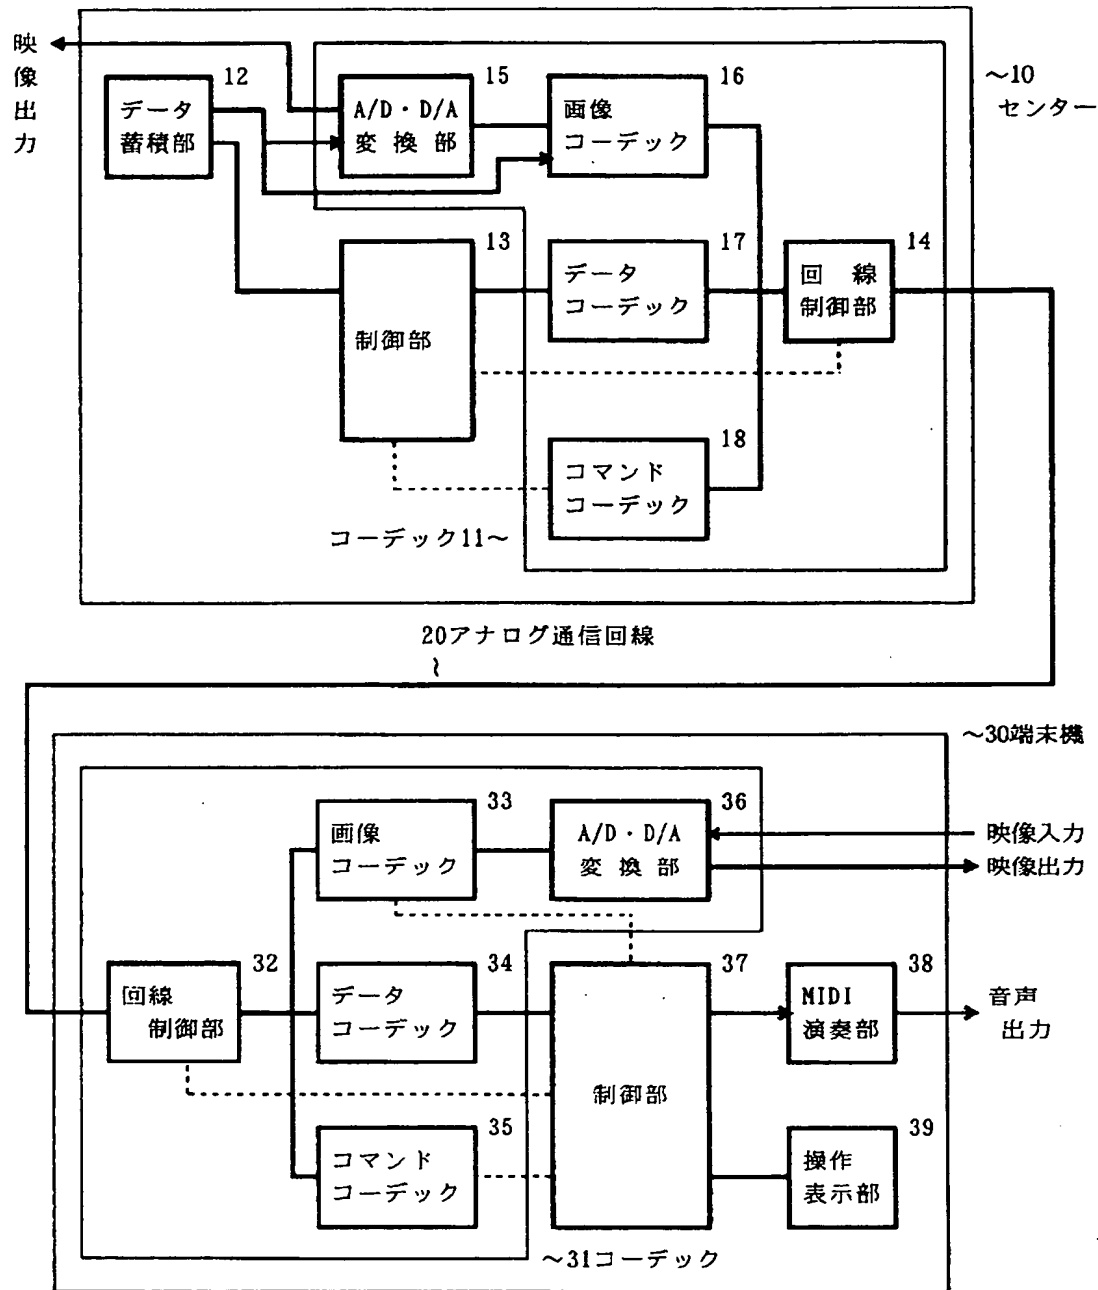 映
像
出
力
12
データ
蓄積部
15
A/D・D/A
変換部
16
画像
コーデック
～10
センター
13
制御部
17
データ
コーデック
14
回線
制御部
18
コマンド
コーデック
コーデック11～
20アナログ通信回線
～30端末機
33
画像
コーデック
36
A/D・D/A
変換部
映像入力
映像出力
32
回線
制御部
34
データ
コーデック
37
制御部
38
MIDI
演奏部
音声
出力
35
コマンド
コーデック
39
操作
表示部
～31コーデック